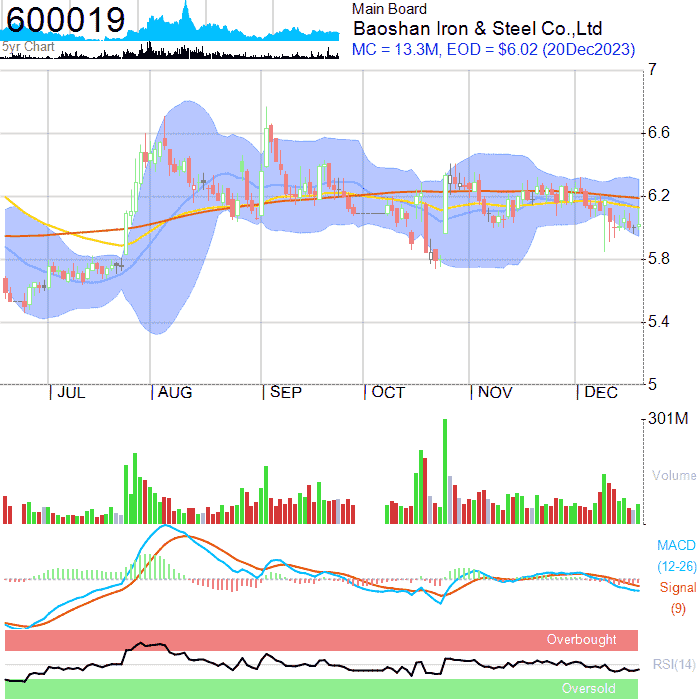 600019
5yr Chart
Main Board
Baoshan Iron & Steel Co.,Ltd
MC = 13.3M, EOD = $6.02 (20Dec2023)
7
6.6
6.2
5.8
5.4
5
JUL AUG SEP OCT NOV DEC
301M
Volume
MACD
(12-26)
Signal
(9)
Overbought
RSI(14)
Oversold